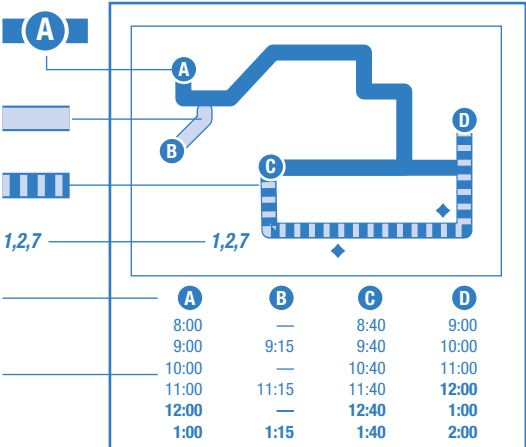 A
A
B
C
D
1,2,7 1,2,7
A B C D
8:00 — 8:40 9:00
9:00 9:15 9:40 10:00
10:00 — 10:40 11:00
11:00 11:15 11:40 12:00
12:00 — 12:40 1:00
1:00 1:15 1:40 2:00